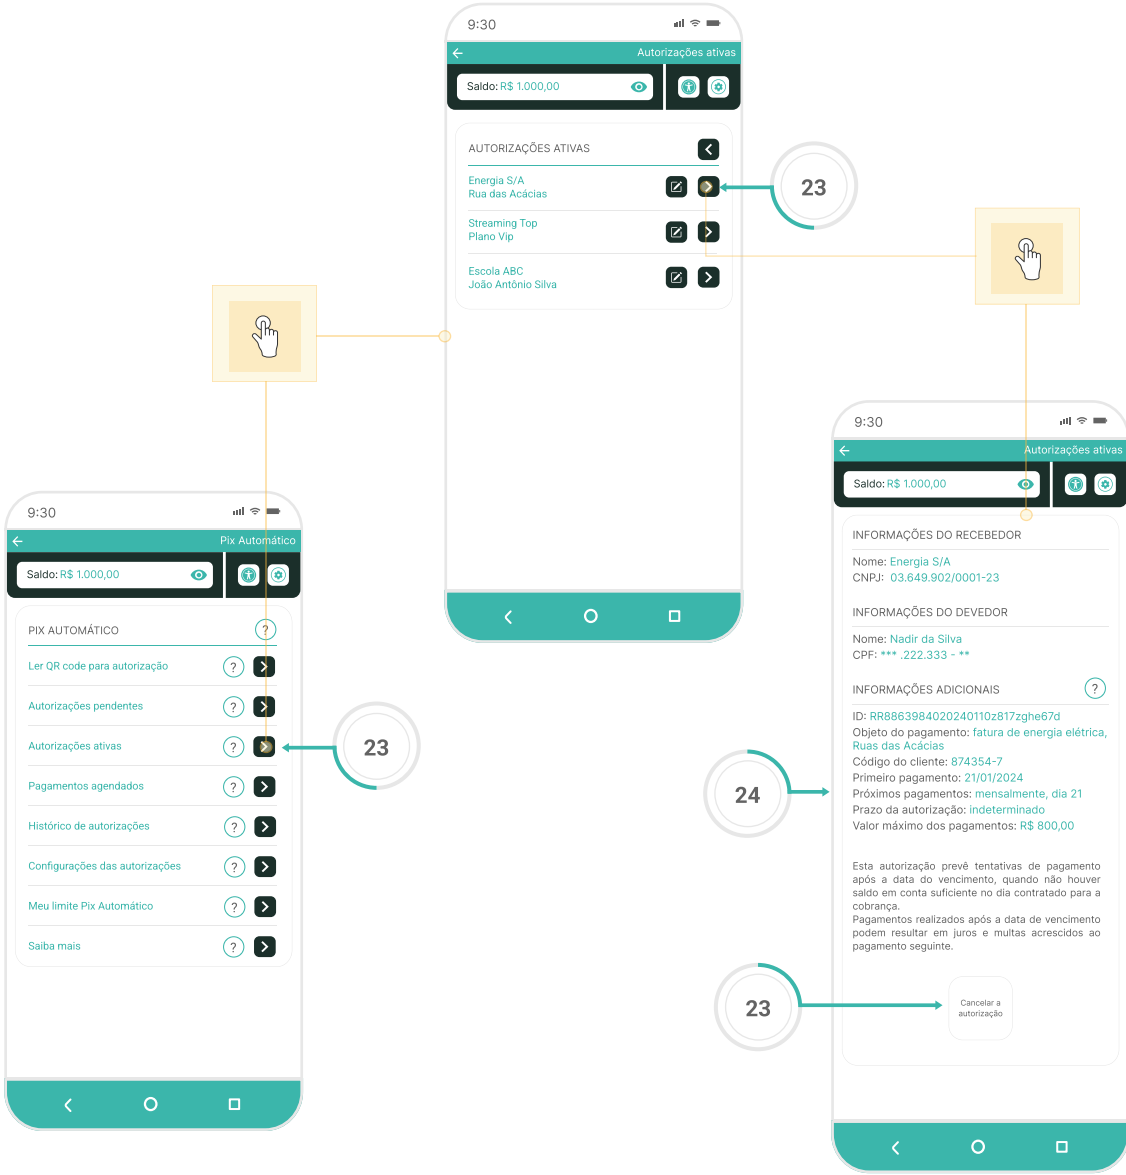 9:30
Autorizações ativas
Saldo: R$ 1.000,00
AUTORIZAÇÕES ATIVAS
Energia S/A
Rua das Acácias
Streaming Top
Plano Vip
Escola ABC
João Antônio Silva
23
9:30
Pix Automático
Saldo: R$ 1.000,00
PIX AUTOMÁTICO ?
Ler QR code para autorização ?
Autorizações pendentes ?
Autorizações ativas ?
Pagamentos agendados ?
Histórico de autorizações ?
Configurações das autorizações ?
Meu limite Pix Automático ?
Saiba mais ?
23
9:30
Autorizações ativas
Saldo: R$ 1.000,00
INFORMAÇÕES DO RECEBEDOR
Nome: Energia S/A
CNPJ: 03.649.902/0001-23
INFORMAÇÕES DO DEVEDOR
Nome: Nadir da Silva
CPF: *** .222.333 - **
INFORMAÇÕES ADICIONAIS ?
ID: RR8863984020240110z817zghe67d
Objeto do pagamento: fatura de energia elétrica,
Ruas das Acácias
Código do cliente: 874354-7
Primeiro pagamento: 21/01/2024
Próximos pagamentos: mensalmente, dia 21
Prazo da autorização: indeterminado
Valor máximo dos pagamentos: R$ 800,00
24
Esta autorização prevê tentativas de pagamento
após a data do vencimento, quando não houver
saldo em conta suficiente no dia contratado para a
cobrança.
Pagamentos realizados após a data de vencimento
podem resultar em juros e multas acrescidos ao
pagamento seguinte.
23
Cancelar a
autorização